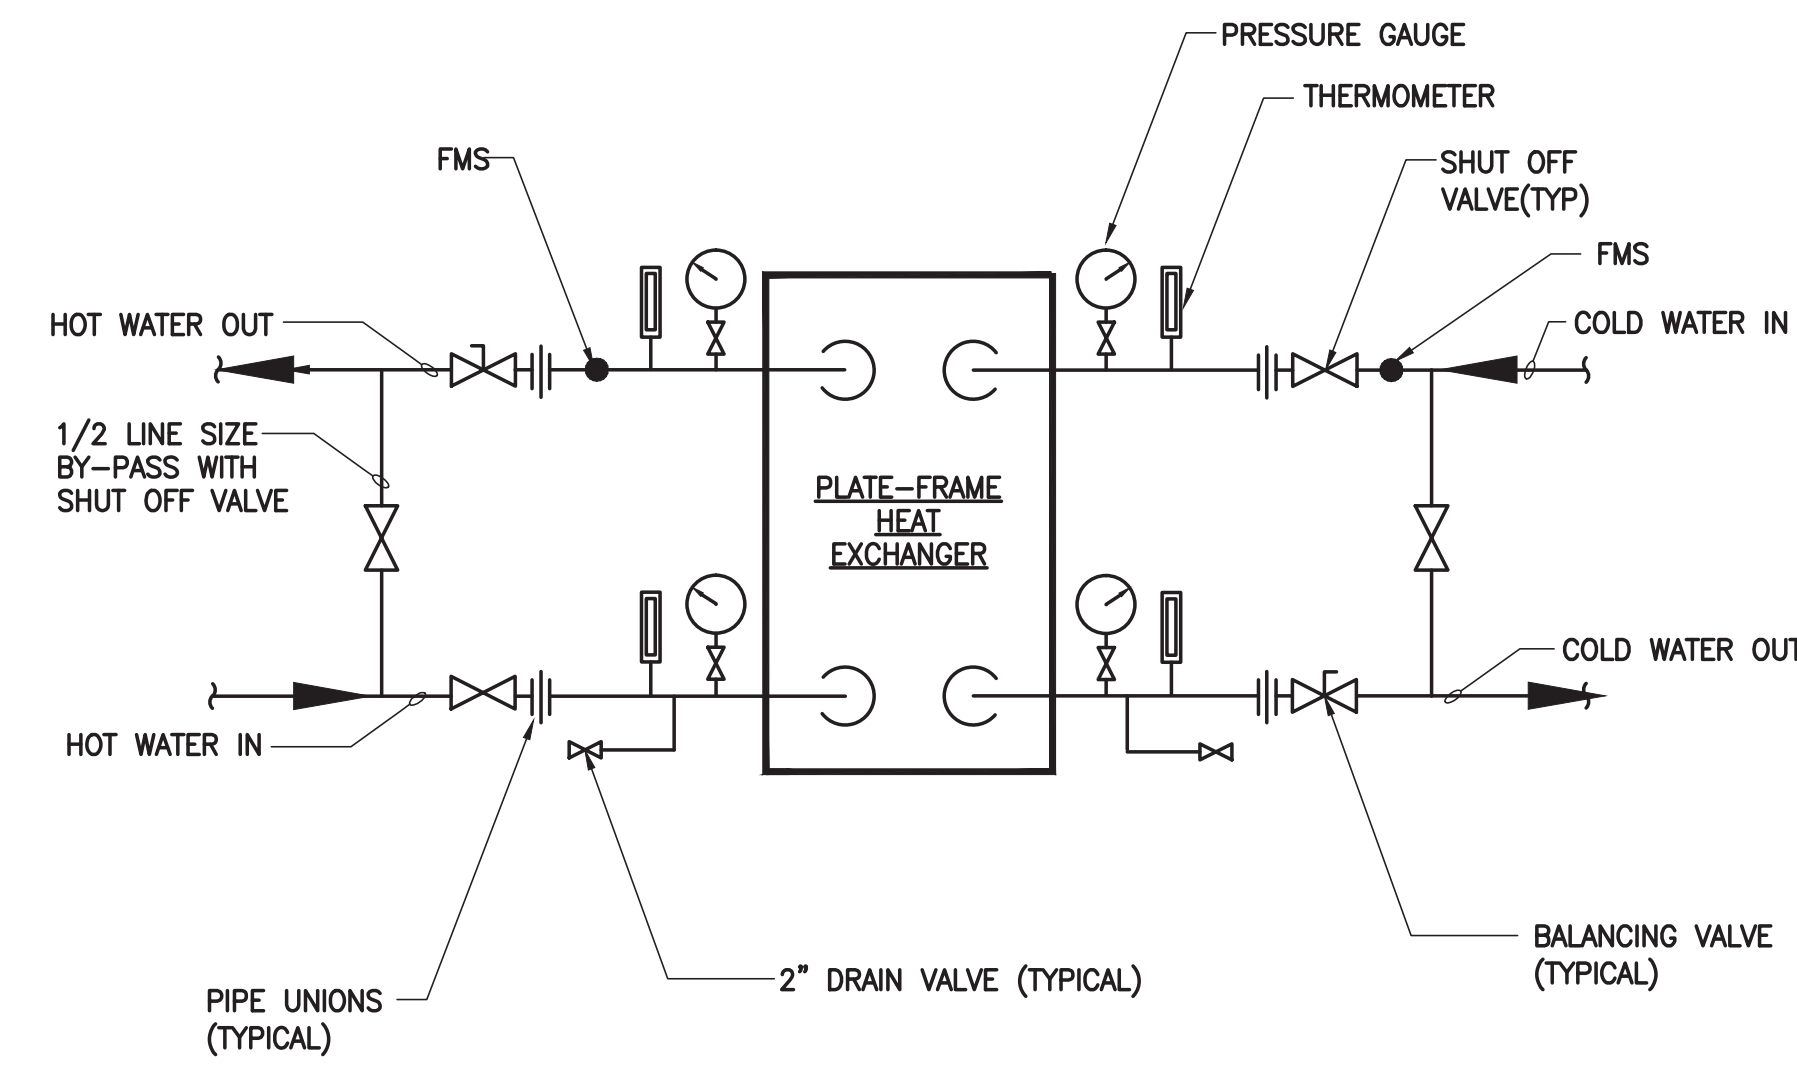 PRESSURE GAUGE
THERMOMETER
FMS
SHUT OFF
VALVE(TYP)
FMS
HOT WATER OUT
COLD WATER IN
1/2 LINE SIZE
BY-PASS WITH
SHUT OFF VALVE
PLATE-FRAME
HEAT
EXCHANGER
COLD WATER OUT
HOT WATER IN
BALANCING VALVE
(TYPICAL)
2" DRAIN VALVE (TYPICAL)
PIPE UNIONS
(TYPICAL)